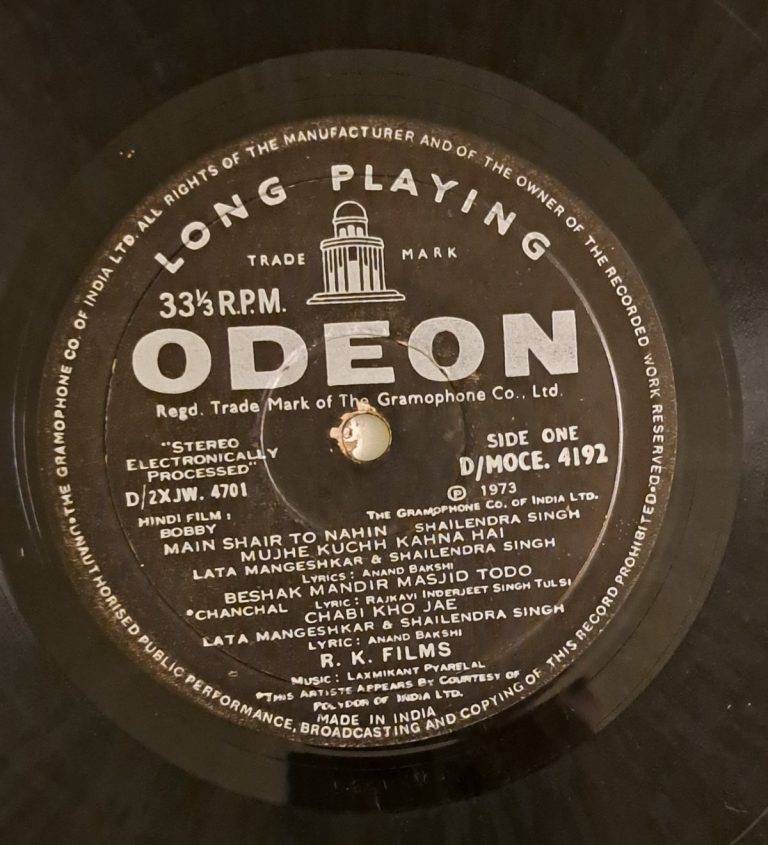 •THE GRAMOPHONE CO. OF INDIA LTD. ALL RIGHTS OF THE MANUFACTURER AND OF THE OWNER OF THE RECORDED WORK RESERVED•
UNAUTHORISED PUBLIC PERFORMANCE, BROADCASTING AND COPYING OF THIS RECORD PROHIBITED
LONG PLAYING
TRADE MARK
33⅓ R.P.M.
ODEON
Regd. Trade Mark of The Gramophone Co., Ltd.
"STEREO
ELECTRONICALLY
PROCESSED"
D/2XJW. 4701
SIDE ONE
D/MOCE. 4192
℗ 1973
THE GRAMOPHONE CO. OF INDIA LTD.
HINDI FILM:
BOBBY
MAIN SHAIR TO NAHIN SHAILENDRA SINGH
MUJHE KUCHH KAHNA HAI
LATA MANGESHKAR & SHAILENDRA SINGH
LYRICS: ANAND BAKSHI
BESHAK MANDIR MASJID TODO
*CHANCHAL LYRIC: RAJKAVI INDERJEET SINGH TULSI
CHABI KHO JAE
LATA MANGESHKAR & SHAILENDRA SINGH
LYRIC: ANAND BAKSHI
R. K. FILMS
MUSIC: LAXMIKANT PYARELAL
*THIS ARTISTE APPEARS BY COURTESY OF
POLYDOR OF INDIA LTD.
MADE IN INDIA